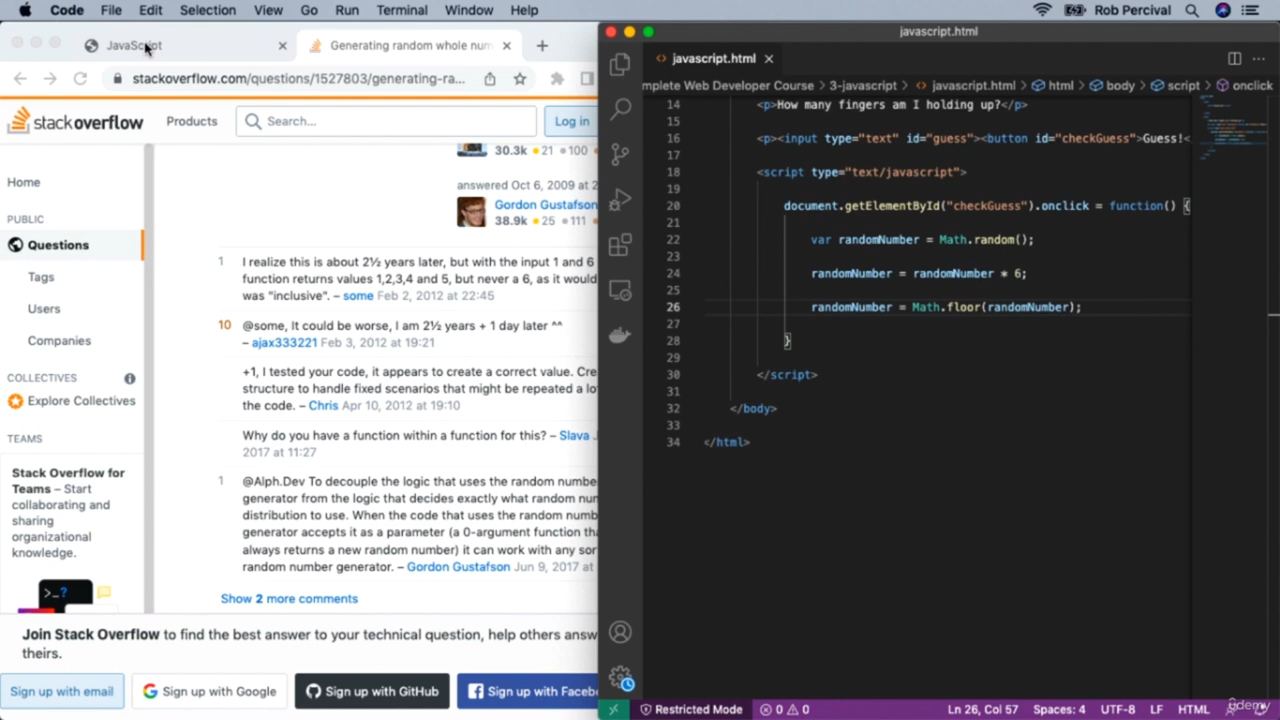 Code File Edit Selection View Go Run Terminal Window Help Rob Percival
JavaScript
Generating random whole num
stackoverflow.com/questions/1527803/generating-ra...
stackoverflow Products Search... Log in
Home
PUBLIC
Questions
Tags
Users
Companies
COLLECTIVES
Explore Collectives
TEAMS
Stack Overflow for
Teams – Start
collaborating and
sharing
organizational
knowledge.
>_?
30.3k 21 100
answered Oct 6, 2009 at 2
Gordon Gustafson
38.9k 25 111
1 I realize this is about 2½ years later, but with the input 1 and 6
function returns values 1,2,3,4 and 5, but never a 6, as it would
was "inclusive". – some Feb 2, 2012 at 22:45
10 @some, It could be worse, I am 2½ years + 1 day later ^^
– ajax333221 Feb 3, 2012 at 19:21
+1, I tested your code, it appears to create a correct value. Cre
structure to handle fixed scenarios that might be repeated a lo
the code. – Chris Apr 10, 2012 at 19:10
Why do you have a function within a function for this? – Slava
2017 at 11:27
1 @Alph.Dev To decouple the logic that uses the random numbe
generator from the logic that decides exactly what random nun
distribution to use. When the code that uses the random numb
generator accepts it as a parameter (a 0-argument function tha
always returns a new random number) it can work with any sor
random number generator. – Gordon Gustafson Jun 9, 2017 at
Show 2 more comments
Join Stack Overflow to find the best answer to your technical question, help others answ
theirs.
Sign up with email
Sign up with Google
Sign up with GitHub
Sign up with Facebo
javascript.html
javascript.html
mplete Web Developer Course > 3-javascript > javascript.html > html > body > script > onclick
14 <p>How many fingers am I holding up?</p>
15
16 <p><input type="text" id="guess"><button id="checkGuess">Guess!<
17
18 <script type="text/javascript">
19
20 document.getElementById("checkGuess").onclick = function() {
21
22 var randomNumber = Math.random();
23
24 randomNumber = randomNumber * 6;
25
26 randomNumber = Math.floor(randomNumber);
27
28 }
29
30 </script>
31
32 </body>
33
34 </html>
Restricted Mode 0 0 Ln 26, Col 57 Spaces: 4 UTF-8 LF HTML
Udemy